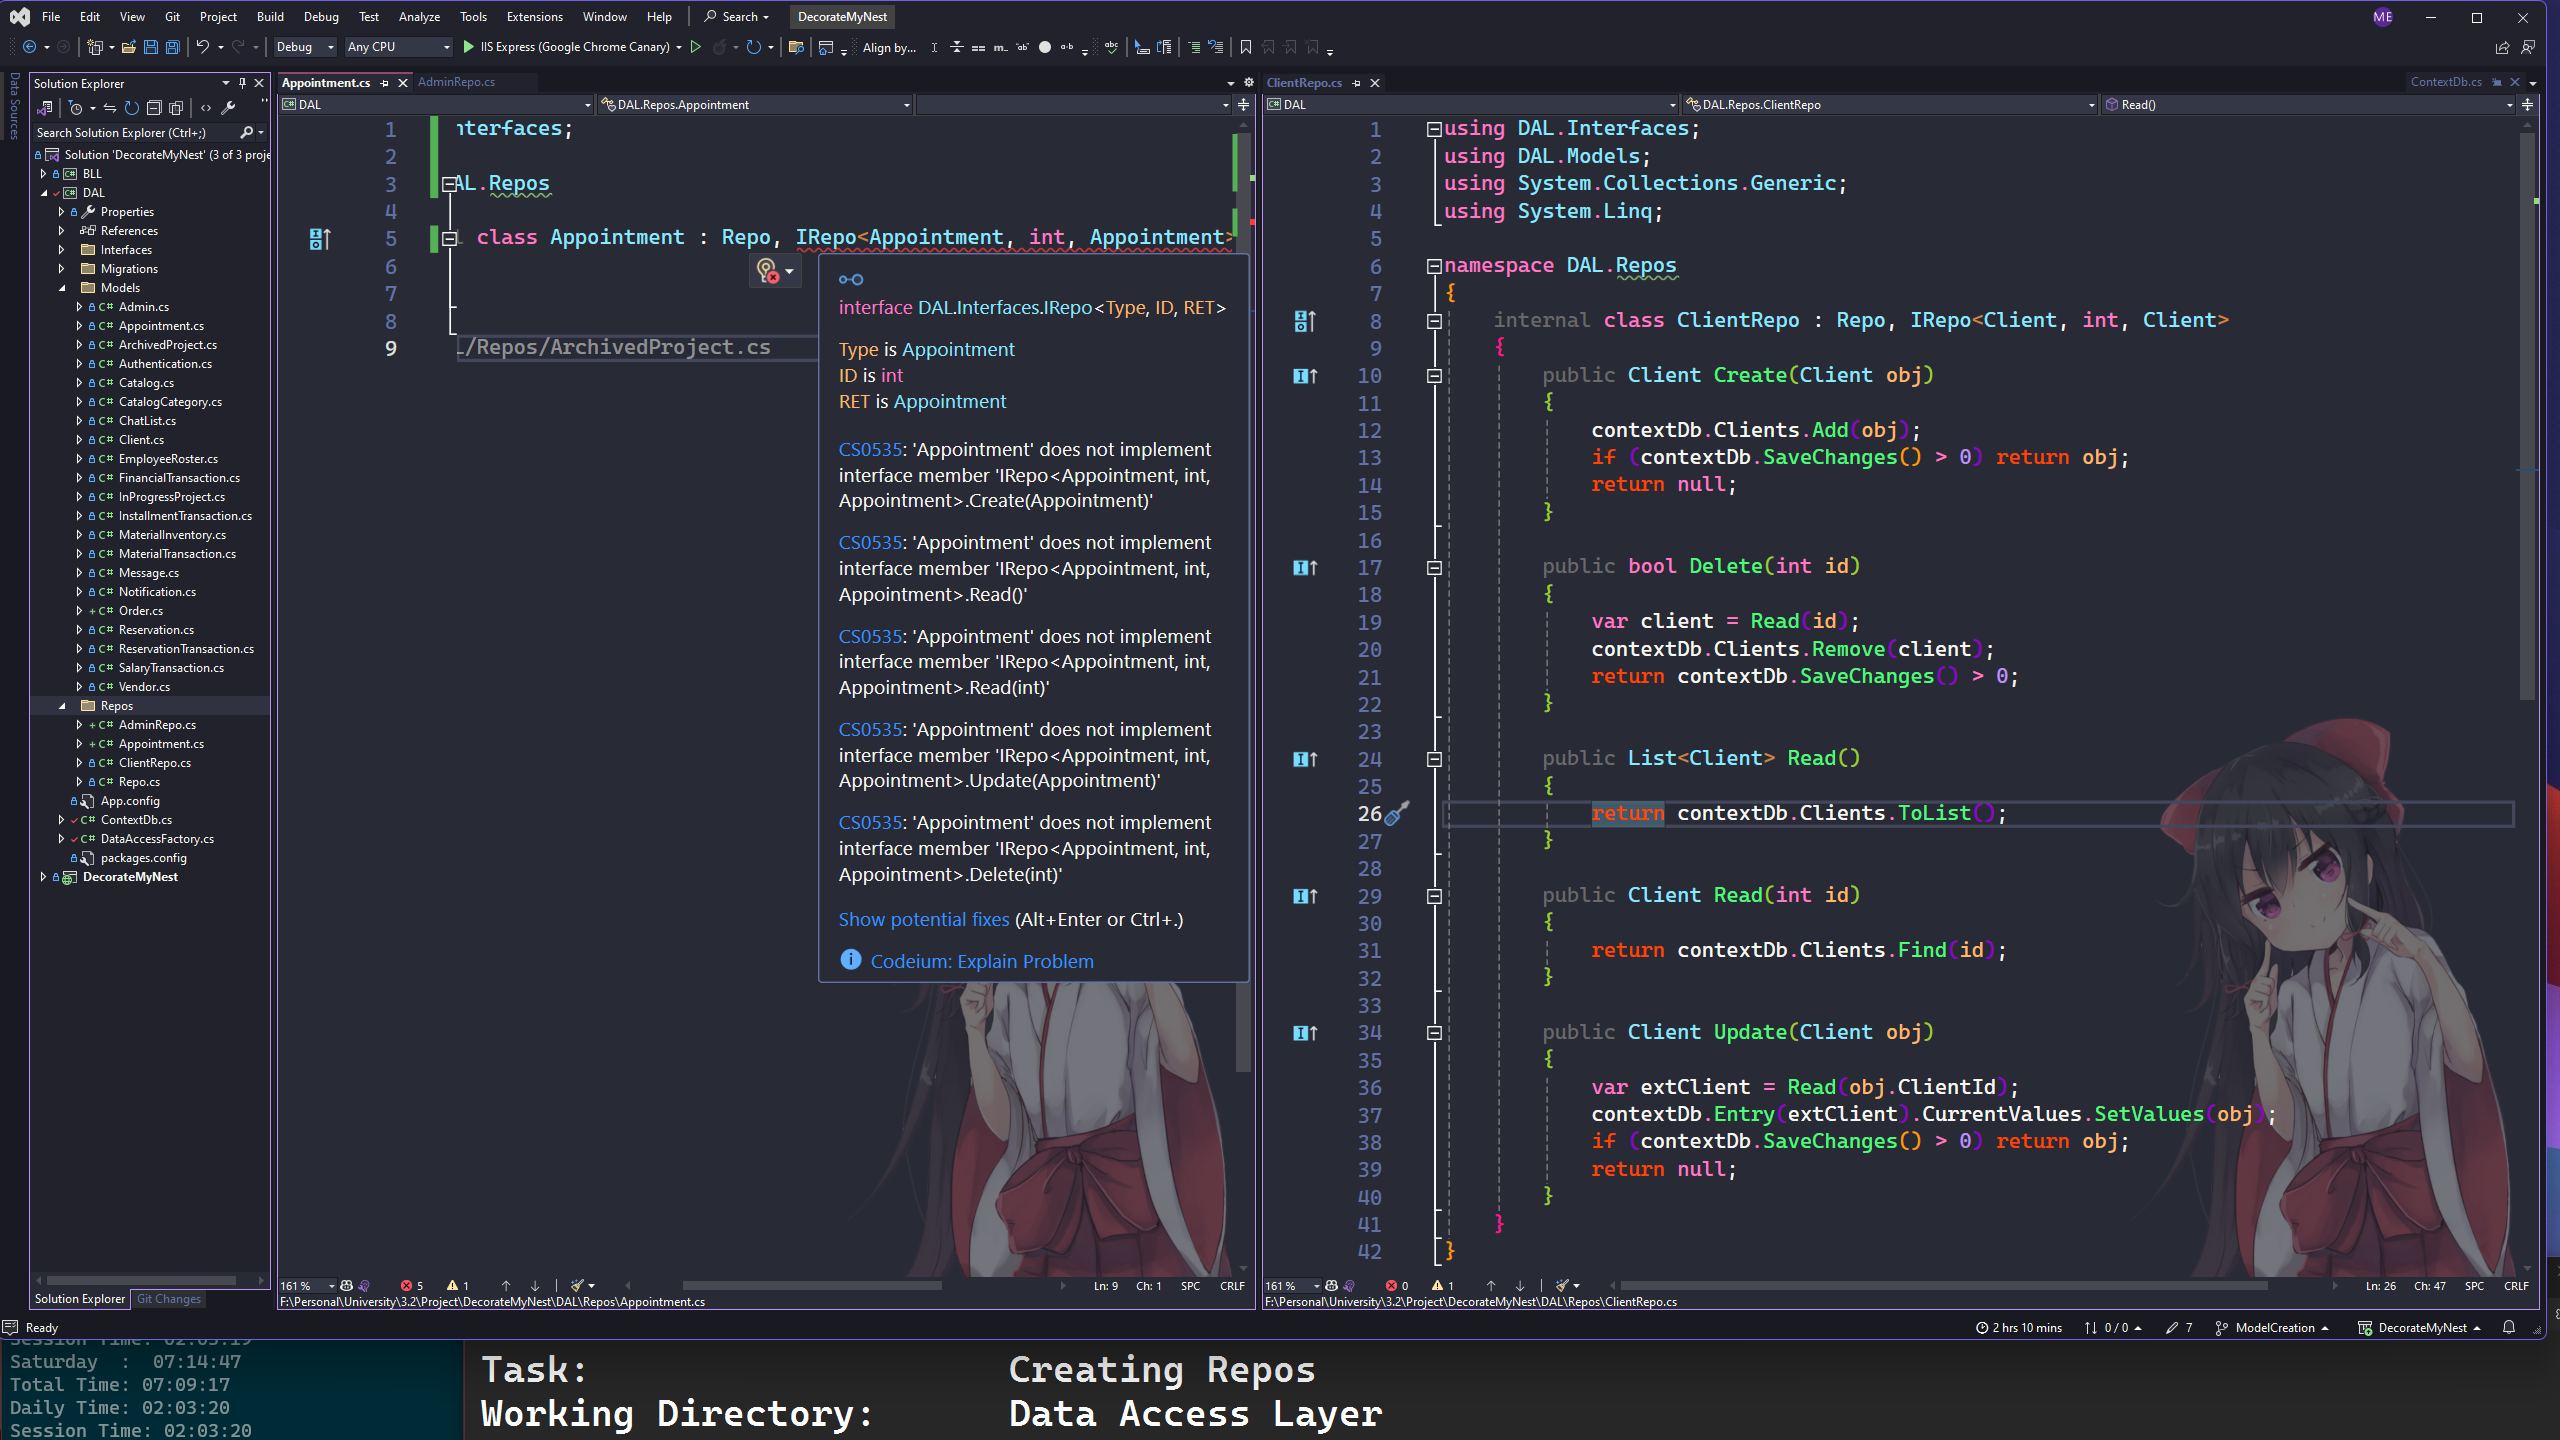 File Edit View Git Project Build Debug Test Analyze Tools Extensions Window Help Search DecorateMyNest ME
Debug Any CPU IIS Express (Google Chrome Canary) Align by...
Data Sources
Solution Explorer
Search Solution Explorer (Ctrl+;)
Solution 'DecorateMyNest' (3 of 3 proje
BLL
DAL
Properties
References
Interfaces
Migrations
Models
Admin.cs
Appointment.cs
ArchivedProject.cs
Authentication.cs
Catalog.cs
CatalogCategory.cs
ChatList.cs
Client.cs
EmployeeRoster.cs
FinancialTransaction.cs
InProgressProject.cs
InstallmentTransaction.cs
MaterialInventory.cs
MaterialTransaction.cs
Message.cs
Notification.cs
Order.cs
Reservation.cs
ReservationTransaction.cs
SalaryTransaction.cs
Vendor.cs
Repos
AdminRepo.cs
Appointment.cs
ClientRepo.cs
Repo.cs
App.config
ContextDb.cs
DataAccessFactory.cs
packages.config
DecorateMyNest
Solution Explorer Git Changes
Appointment.cs AdminRepo.cs
DAL DAL.Repos.Appointment
1 nterfaces;
2
3 AL.Repos
4
5 class Appointment : Repo, IRepo<Appointment, int, Appointment>
6
7
8
9 L/Repos/ArchivedProject.cs
interface DAL.Interfaces.IRepo<Type, ID, RET>
Type is Appointment
ID is int
RET is Appointment
CS0535: 'Appointment' does not implement
interface member 'IRepo<Appointment, int,
Appointment>.Create(Appointment)'
CS0535: 'Appointment' does not implement
interface member 'IRepo<Appointment, int,
Appointment>.Read()'
CS0535: 'Appointment' does not implement
interface member 'IRepo<Appointment, int,
Appointment>.Read(int)'
CS0535: 'Appointment' does not implement
interface member 'IRepo<Appointment, int,
Appointment>.Update(Appointment)'
CS0535: 'Appointment' does not implement
interface member 'IRepo<Appointment, int,
Appointment>.Delete(int)'
Show potential fixes (Alt+Enter or Ctrl+.)
Codeium: Explain Problem
161 % 5 1 Ln: 9 Ch: 1 SPC CRLF
F:\Personal\University\3.2\Project\DecorateMyNest\DAL\Repos\Appointment.cs
ClientRepo.cs ContextDb.cs
DAL DAL.Repos.ClientRepo Read()
1 using DAL.Interfaces;
2 using DAL.Models;
3 using System.Collections.Generic;
4 using System.Linq;
5
6 namespace DAL.Repos
7 {
8 internal class ClientRepo : Repo, IRepo<Client, int, Client>
9 {
10 public Client Create(Client obj)
11 {
12 contextDb.Clients.Add(obj);
13 if (contextDb.SaveChanges() > 0) return obj;
14 return null;
15 }
16
17 public bool Delete(int id)
18 {
19 var client = Read(id);
20 contextDb.Clients.Remove(client);
21 return contextDb.SaveChanges() > 0;
22 }
23
24 public List<Client> Read()
25 {
26 return contextDb.Clients.ToList();
27 }
28
29 public Client Read(int id)
30 {
31 return contextDb.Clients.Find(id);
32 }
33
34 public Client Update(Client obj)
35 {
36 var extClient = Read(obj.ClientId);
37 contextDb.Entry(extClient).CurrentValues.SetValues(obj);
38 if (contextDb.SaveChanges() > 0) return obj;
39 return null;
40 }
41 }
42 }
161 % 0 1 Ln: 26 Ch: 47 SPC CRLF
F:\Personal\University\3.2\Project\DecorateMyNest\DAL\Repos\ClientRepo.cs
Ready 2 hrs 10 mins 0 / 0 7 ModelCreation DecorateMyNest
Session Time: 02:03:19
Saturday : 07:14:47
Total Time: 07:09:17
Daily Time: 02:03:20
Session Time: 02:03:20
Task: Creating Repos
Working Directory: Data Access Layer